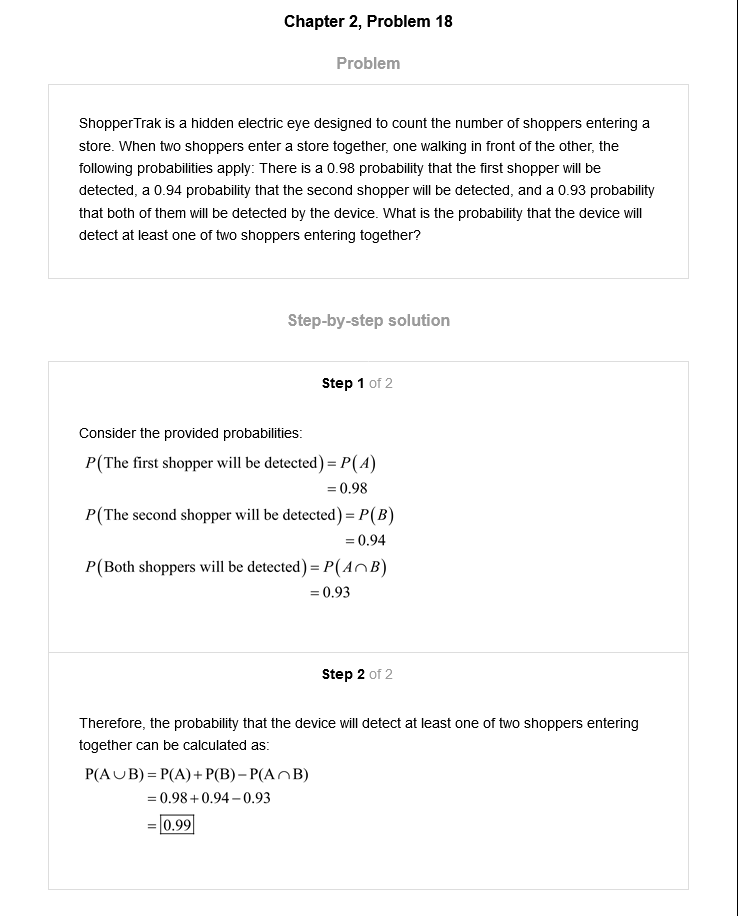 Chapter 2, Problem 18
Problem
ShopperTrak is a hidden electric eye designed to count the number of shoppers entering a
store. When two shoppers enter a store together, one walking in front of the other, the
following probabilities apply: There is a 0.98 probability that the first shopper will be
detected, a 0.94 probability that the second shopper will be detected, and a 0.93 probability
that both of them will be detected by the device. What is the probability that the device will
detect at least one of two shoppers entering together?
Step-by-step solution
Step 1 of 2
Consider the provided probabilities:
P(The first shopper will be detected) = P(A)
= 0.98
P(The second shopper will be detected) = P(B)
= 0.94
P(Both shoppers will be detected) = P(A∩B)
= 0.93
Step 2 of 2
Therefore, the probability that the device will detect at least one of two shoppers entering
together can be calculated as:
P(A∪B) = P(A)+P(B)−P(A∩B)
= 0.98+0.94−0.93
= 0.99